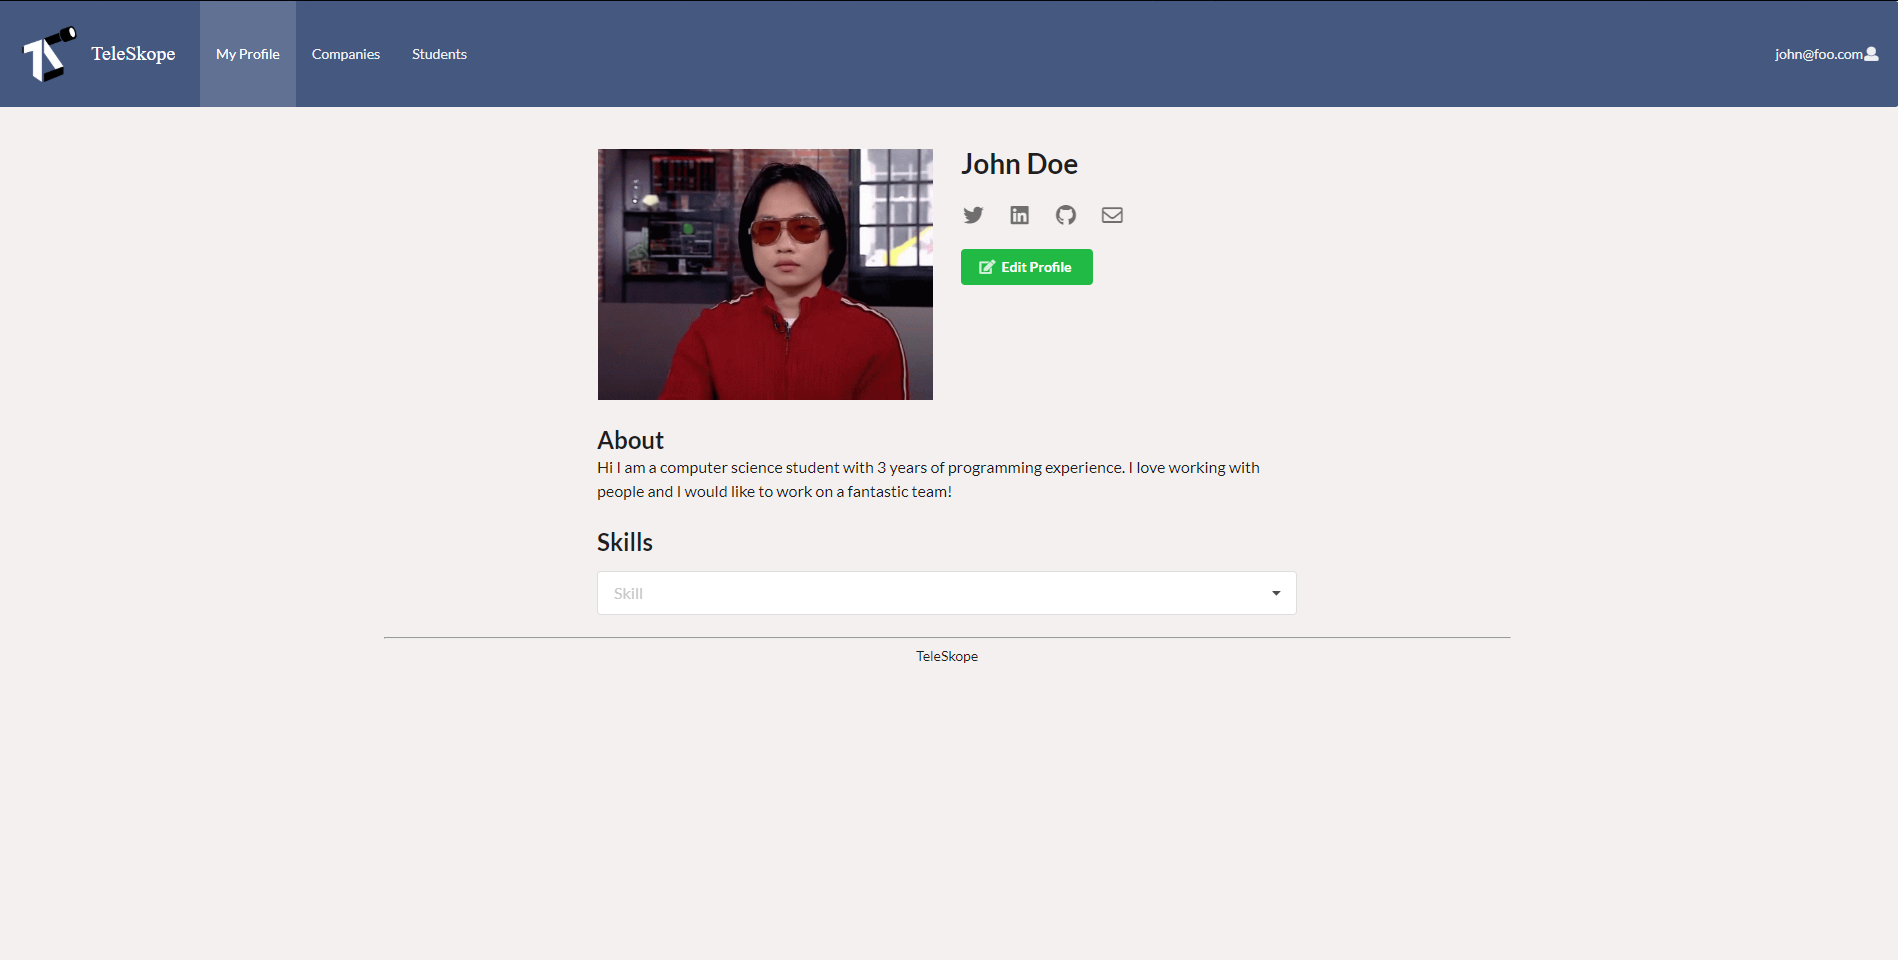 TeleSkope
My Profile
Companies
Students
john@foo.com
John Doe
Edit Profile
About
Hi I am a computer science student with 3 years of programming experience. I love working with
people and I would like to work on a fantastic team!
Skills
Skill
TeleSkope